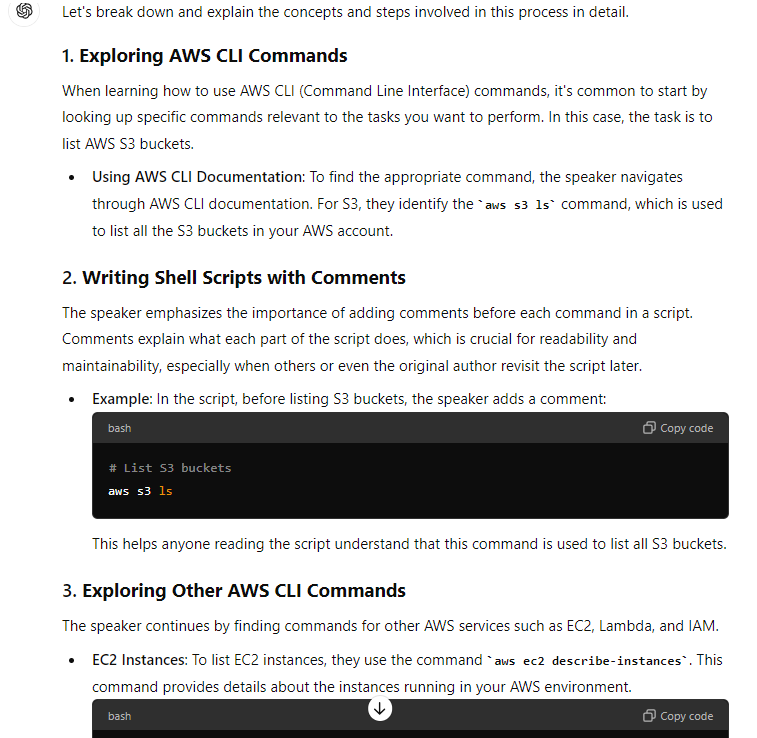 Let's break down and explain the concepts and steps involved in this process in detail.
1. Exploring AWS CLI Commands
When learning how to use AWS CLI (Command Line Interface) commands, it's common to start by
looking up specific commands relevant to the tasks you want to perform. In this case, the task is to
list AWS S3 buckets.
• Using AWS CLI Documentation: To find the appropriate command, the speaker navigates
through AWS CLI documentation. For S3, they identify the `aws s3 ls` command, which is used
to list all the S3 buckets in your AWS account.
2. Writing Shell Scripts with Comments
The speaker emphasizes the importance of adding comments before each command in a script.
Comments explain what each part of the script does, which is crucial for readability and
maintainability, especially when others or even the original author revisit the script later.
• Example: In the script, before listing S3 buckets, the speaker adds a comment:
bash Copy code
# List S3 buckets
aws s3 ls
This helps anyone reading the script understand that this command is used to list all S3 buckets.
3. Exploring Other AWS CLI Commands
The speaker continues by finding commands for other AWS services such as EC2, Lambda, and IAM.
• EC2 Instances: To list EC2 instances, they use the command `aws ec2 describe-instances`. This
command provides details about the instances running in your AWS environment.
bash Copy code